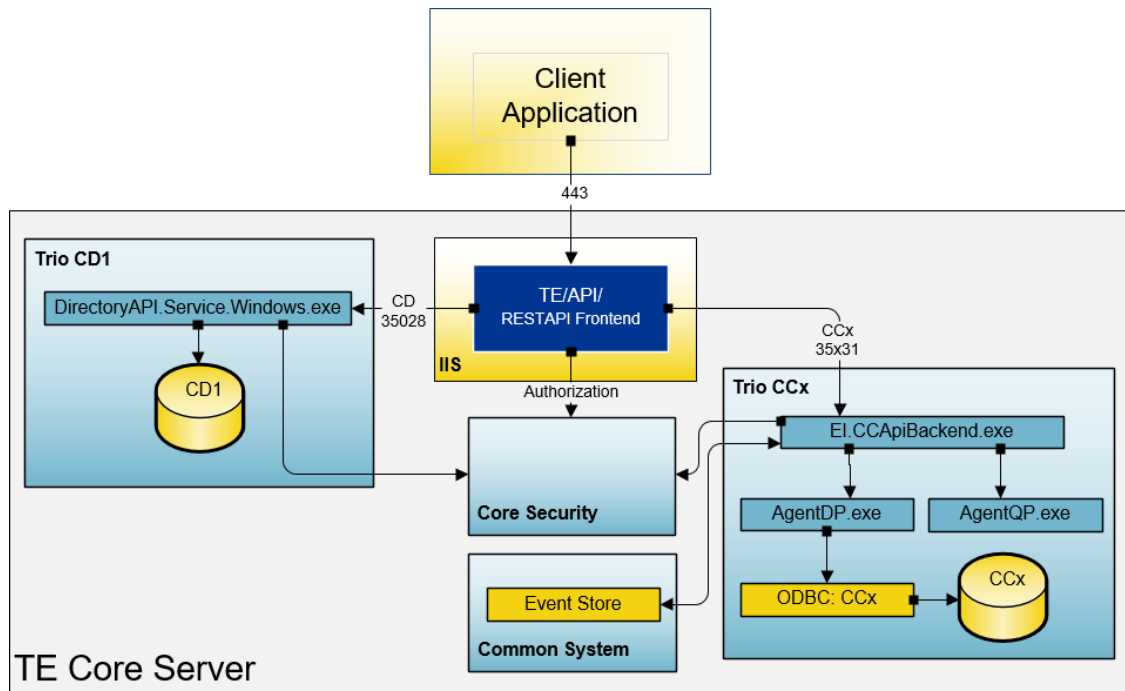 Client
Application
443
Trio CD1
DirectoryAPI.Service.Windows.exe
CD1
CD
35028
TE/API/
RESTAPI Frontend
IIS
Authorization
CCx
35x31
Trio CCx
EI.CCApiBackend.exe
AgentDP.exe
AgentQP.exe
ODBC: CCx
CCx
Core Security
Event Store
Common System
TE Core Server